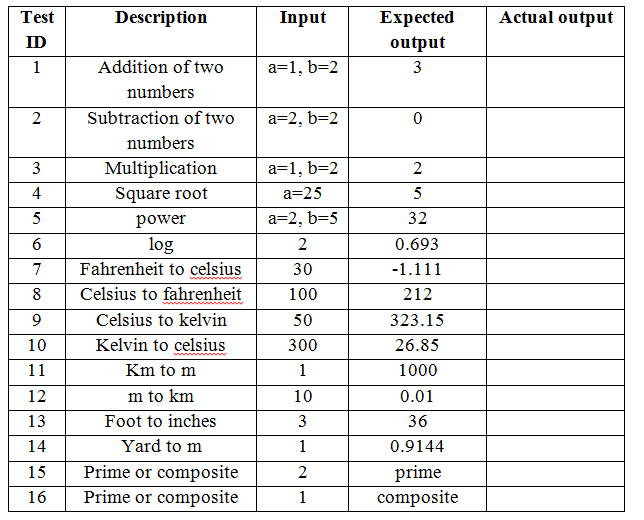 Test ID Description Input Expected output Actual output
1 Addition of two numbers a=1, b=2 3
2 Subtraction of two numbers a=2, b=2 0
3 Multiplication a=1, b=2 2
4 Square root a=25 5
5 power a=2, b=5 32
6 log 2 0.693
7 Fahrenheit to celsius 30 -1.111
8 Celsius to fahrenheit 100 212
9 Celsius to kelvin 50 323.15
10 Kelvin to celsius 300 26.85
11 Km to m 1 1000
12 m to km 10 0.01
13 Foot to inches 3 36
14 Yard to m 1 0.9144
15 Prime or composite 2 prime
16 Prime or composite 1 composite